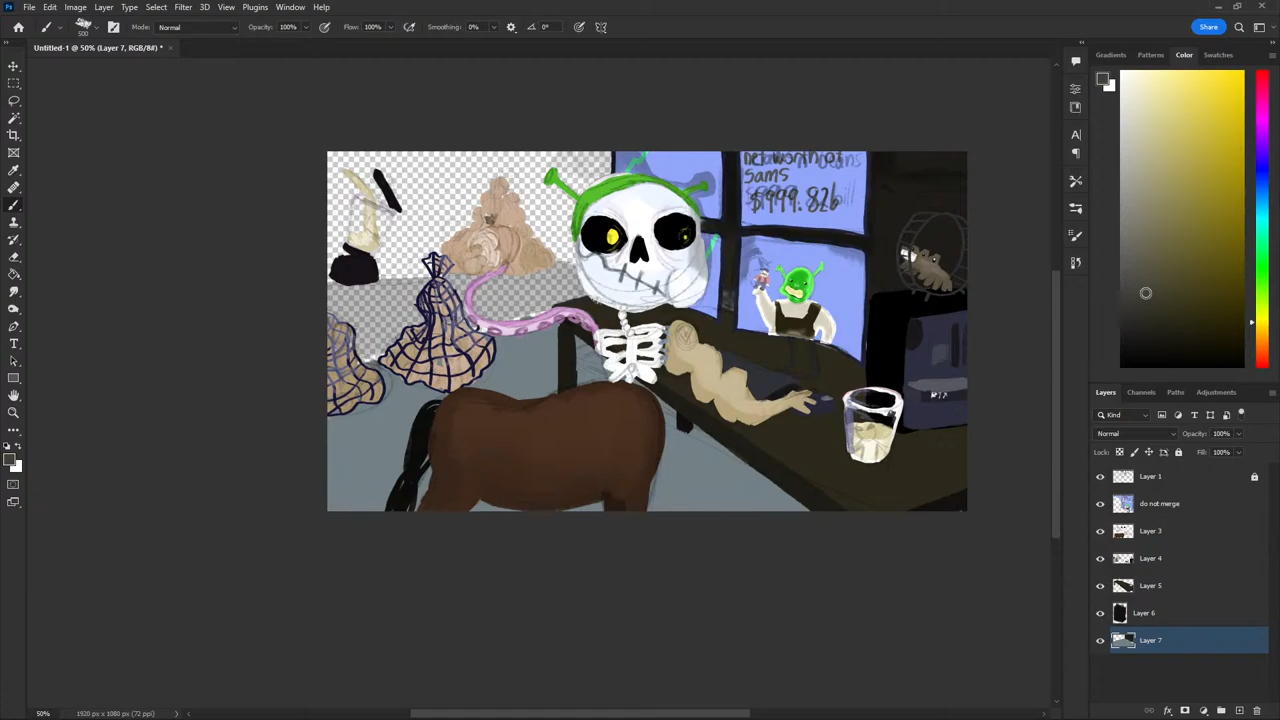 File Edit Image Layer Type Select Filter 3D View Plugins Window Help
500 Mode: Normal Opacity: 100% Flow: 100% Smoothing: 0% 0° Share
Untitled-1 @ 50% (Layer 7, RGB/8#) *
Gradients Patterns Color Swatches
net worth of
Sams
$999.826
Layers Channels Paths Adjustments
Kind
Normal Opacity: 100%
Lock: Fill: 100%
Layer 1
do not merge
Layer 3
Layer 4
Layer 5
Layer 6
Layer 7
50% 1920 px x 1080 px (72 ppi)